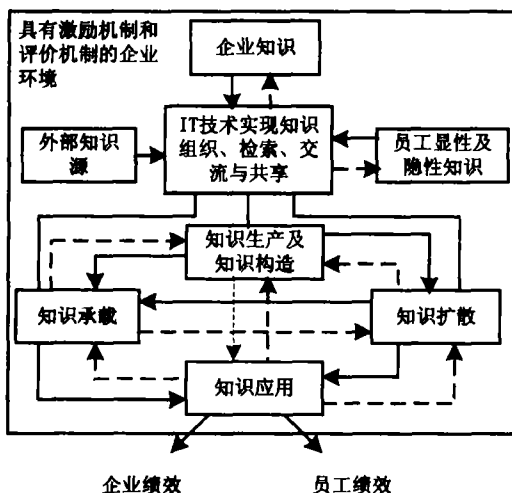 具有激励机制和
评价机制的企业
环境
企业知识
IT技术实现知识
组织、检索、交
流与共享
外部知识
源
员工显性及
隐性知识
知识生产及
知识构造
知识承载
知识扩散
知识应用
企业绩效
员工绩效